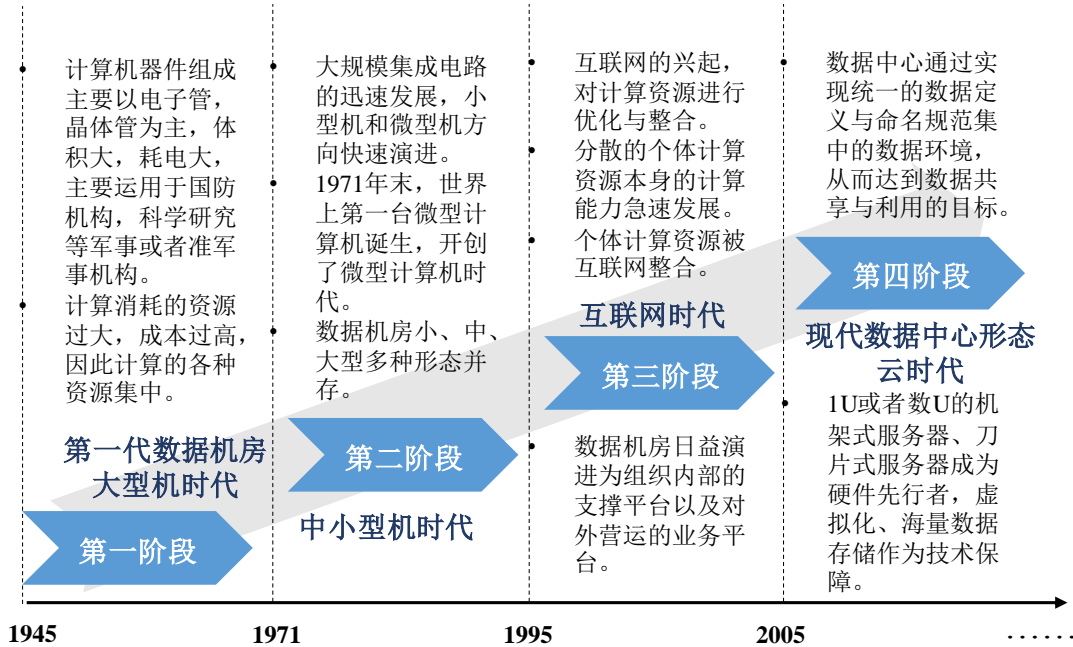 计算机器件组成
主要以电子管，
晶体管为主，体
积大，耗电大，
主要运用于国防
机构，科学研究
等军事或者准军
事机构。
计算消耗的资源
过大，成本过高，
因此计算的各种
资源集中。
第一代数据机房
大型机时代
第一阶段
大规模集成电路
的迅速发展，小
型机和微型机方
向快速演进。
1971年末，世界
上第一台微型计
算机诞生，开创
了微型计算机时
代。
数据机房小、中、
大型多种形态并
存。
第二阶段
中小型机时代
互联网的兴起，
对计算资源进行
优化与整合。
分散的个体计算
资源本身的计算
能力急速发展。
个体计算资源被
互联网整合。
互联网时代
第三阶段
数据机房日益演
进为组织内部的
支撑平台以及对
外营运的业务平
台。
数据中心通过实
现统一的数据定
义与命名规范集
中的数据环境，
从而达到数据共
享与利用的目标。
第四阶段
现代数据中心形态
云时代
1U或者数U的机
架式服务器、刀
片式服务器成为
硬件先行者，虚
拟化、海量数据
存储作为技术保
障。
1945
1971
1995
2005
······